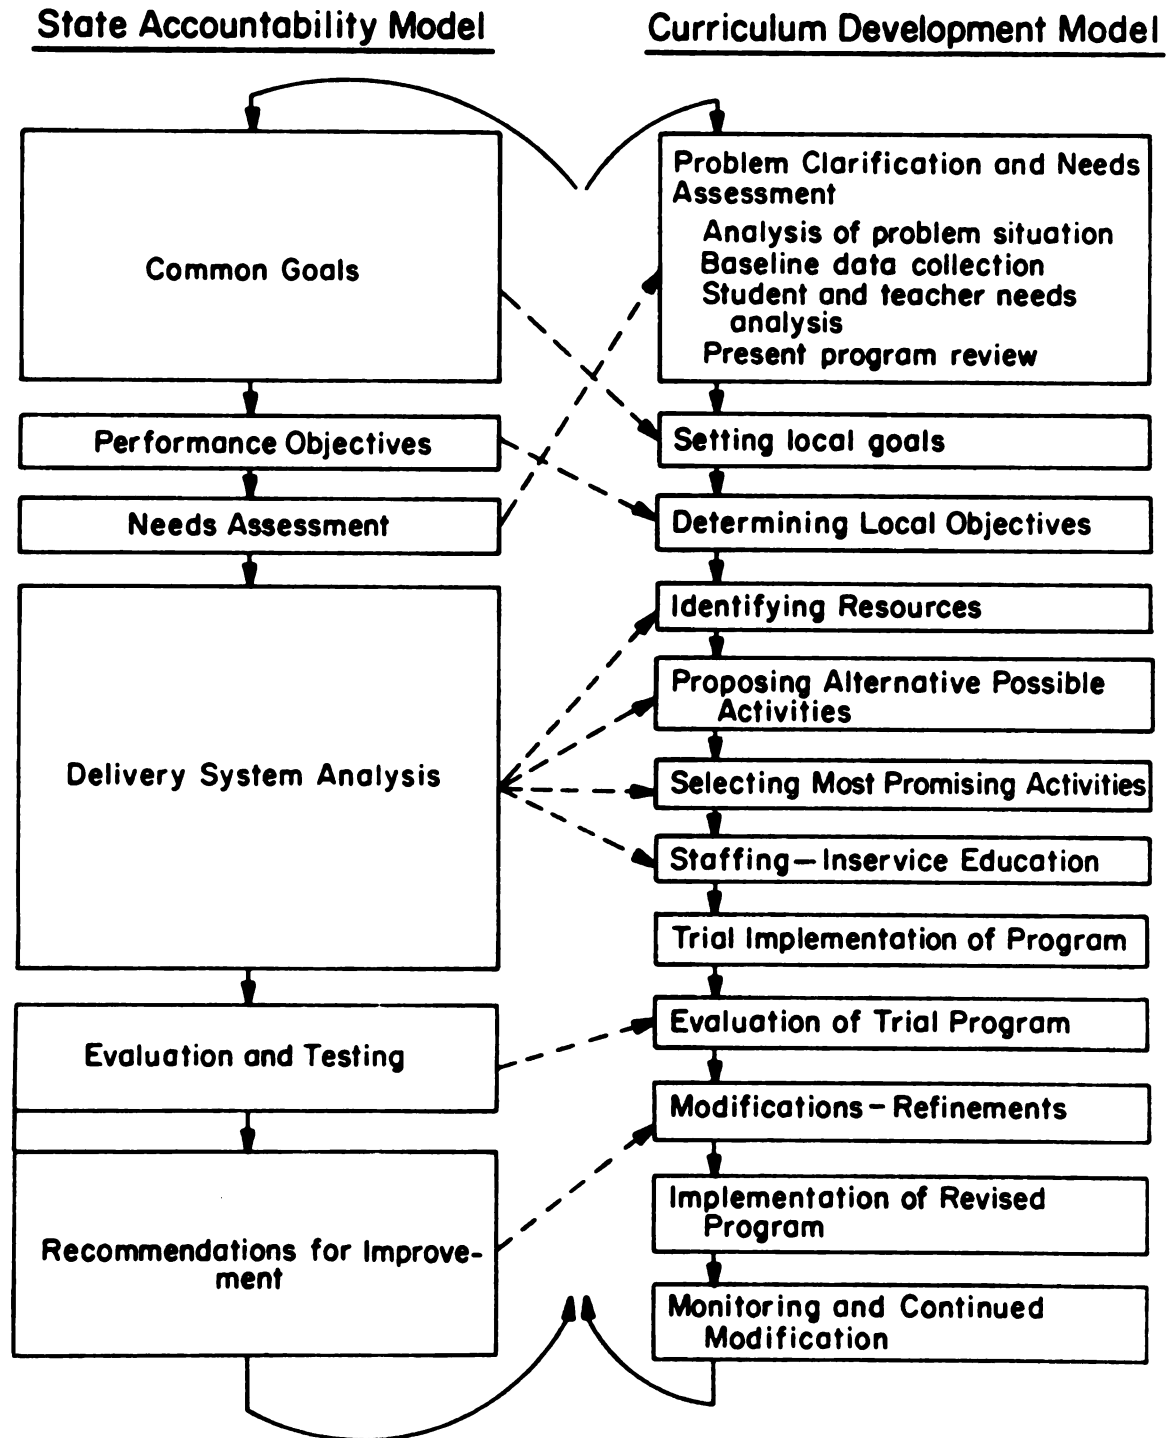 State Accountability Model
Common Goals
Performance Objectives
Needs Assessment
Delivery System Analysis
Evaluation and Testing
Recommendations for Improve-
ment
Curriculum Development Model
Problem Clarification and Needs
Assessment
Analysis of problem situation
Baseline data collection
Student and teacher needs
analysis
Present program review
Setting local goals
Determining Local Objectives
Identifying Resources
Proposing Alternative Possible
Activities
Selecting Most Promising Activities
Staffing—Inservice Education
Trial Implementation of Program
Evaluation of Trial Program
Modifications–Refinements
Implementation of Revised
Program
Monitoring and Continued
Modification